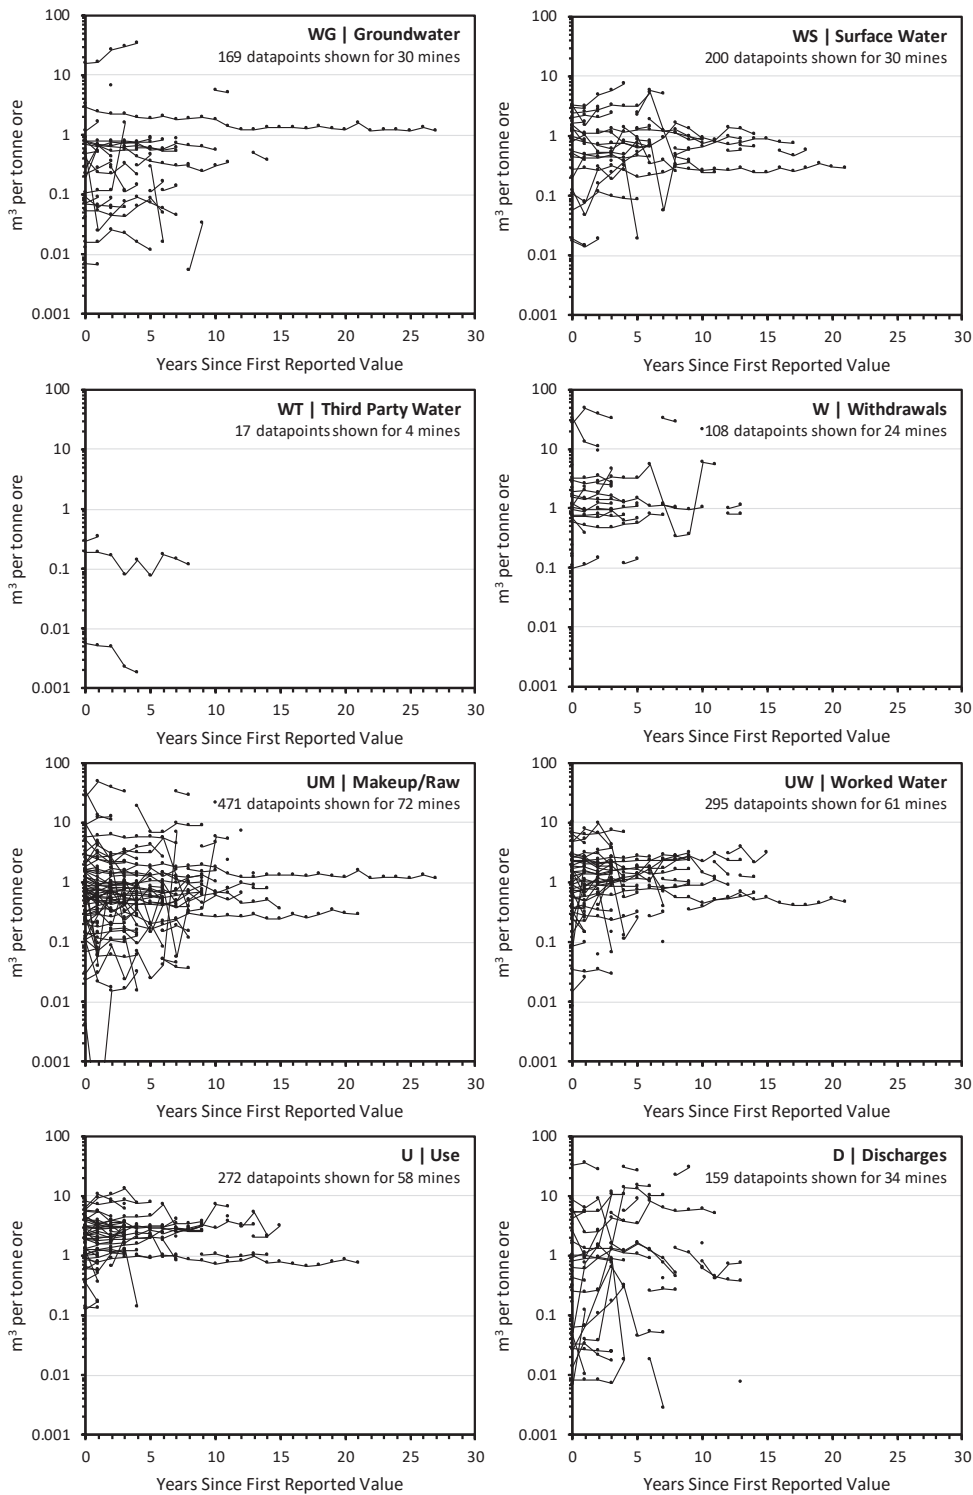 WG | Groundwater
169 datapoints shown for 30 mines
100
10
1
0.1
0.01
0.001
m³ per tonne ore
0 5 10 15 20 25 30
Years Since First Reported Value
WS | Surface Water
200 datapoints shown for 30 mines
100
10
1
0.1
0.01
0.001
m³ per tonne ore
0 5 10 15 20 25 30
Years Since First Reported Value
WT | Third Party Water
17 datapoints shown for 4 mines
100
10
1
0.1
0.01
0.001
m³ per tonne ore
0 5 10 15 20 25 30
Years Since First Reported Value
W | Withdrawals
108 datapoints shown for 24 mines
100
10
1
0.1
0.01
0.001
m³ per tonne ore
0 5 10 15 20 25 30
Years Since First Reported Value
UM | Makeup/Raw
471 datapoints shown for 72 mines
100
10
1
0.1
0.01
0.001
m³ per tonne ore
0 5 10 15 20 25 30
Years Since First Reported Value
UW | Worked Water
295 datapoints shown for 61 mines
100
10
1
0.1
0.01
0.001
m³ per tonne ore
0 5 10 15 20 25 30
Years Since First Reported Value
U | Use
272 datapoints shown for 58 mines
100
10
1
0.1
0.01
0.001
m³ per tonne ore
0 5 10 15 20 25 30
Years Since First Reported Value
D | Discharges
159 datapoints shown for 34 mines
100
10
1
0.1
0.01
0.001
m³ per tonne ore
0 5 10 15 20 25 30
Years Since First Reported Value